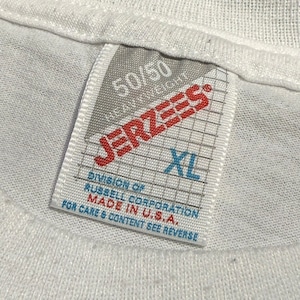 50/50
HEAVYWEIGHT
JERZEES®
XL
DIVISION OF
RUSSELL CORPORATION
MADE IN U.S.A.
FOR CARE & CONTENT SEE REVERSE